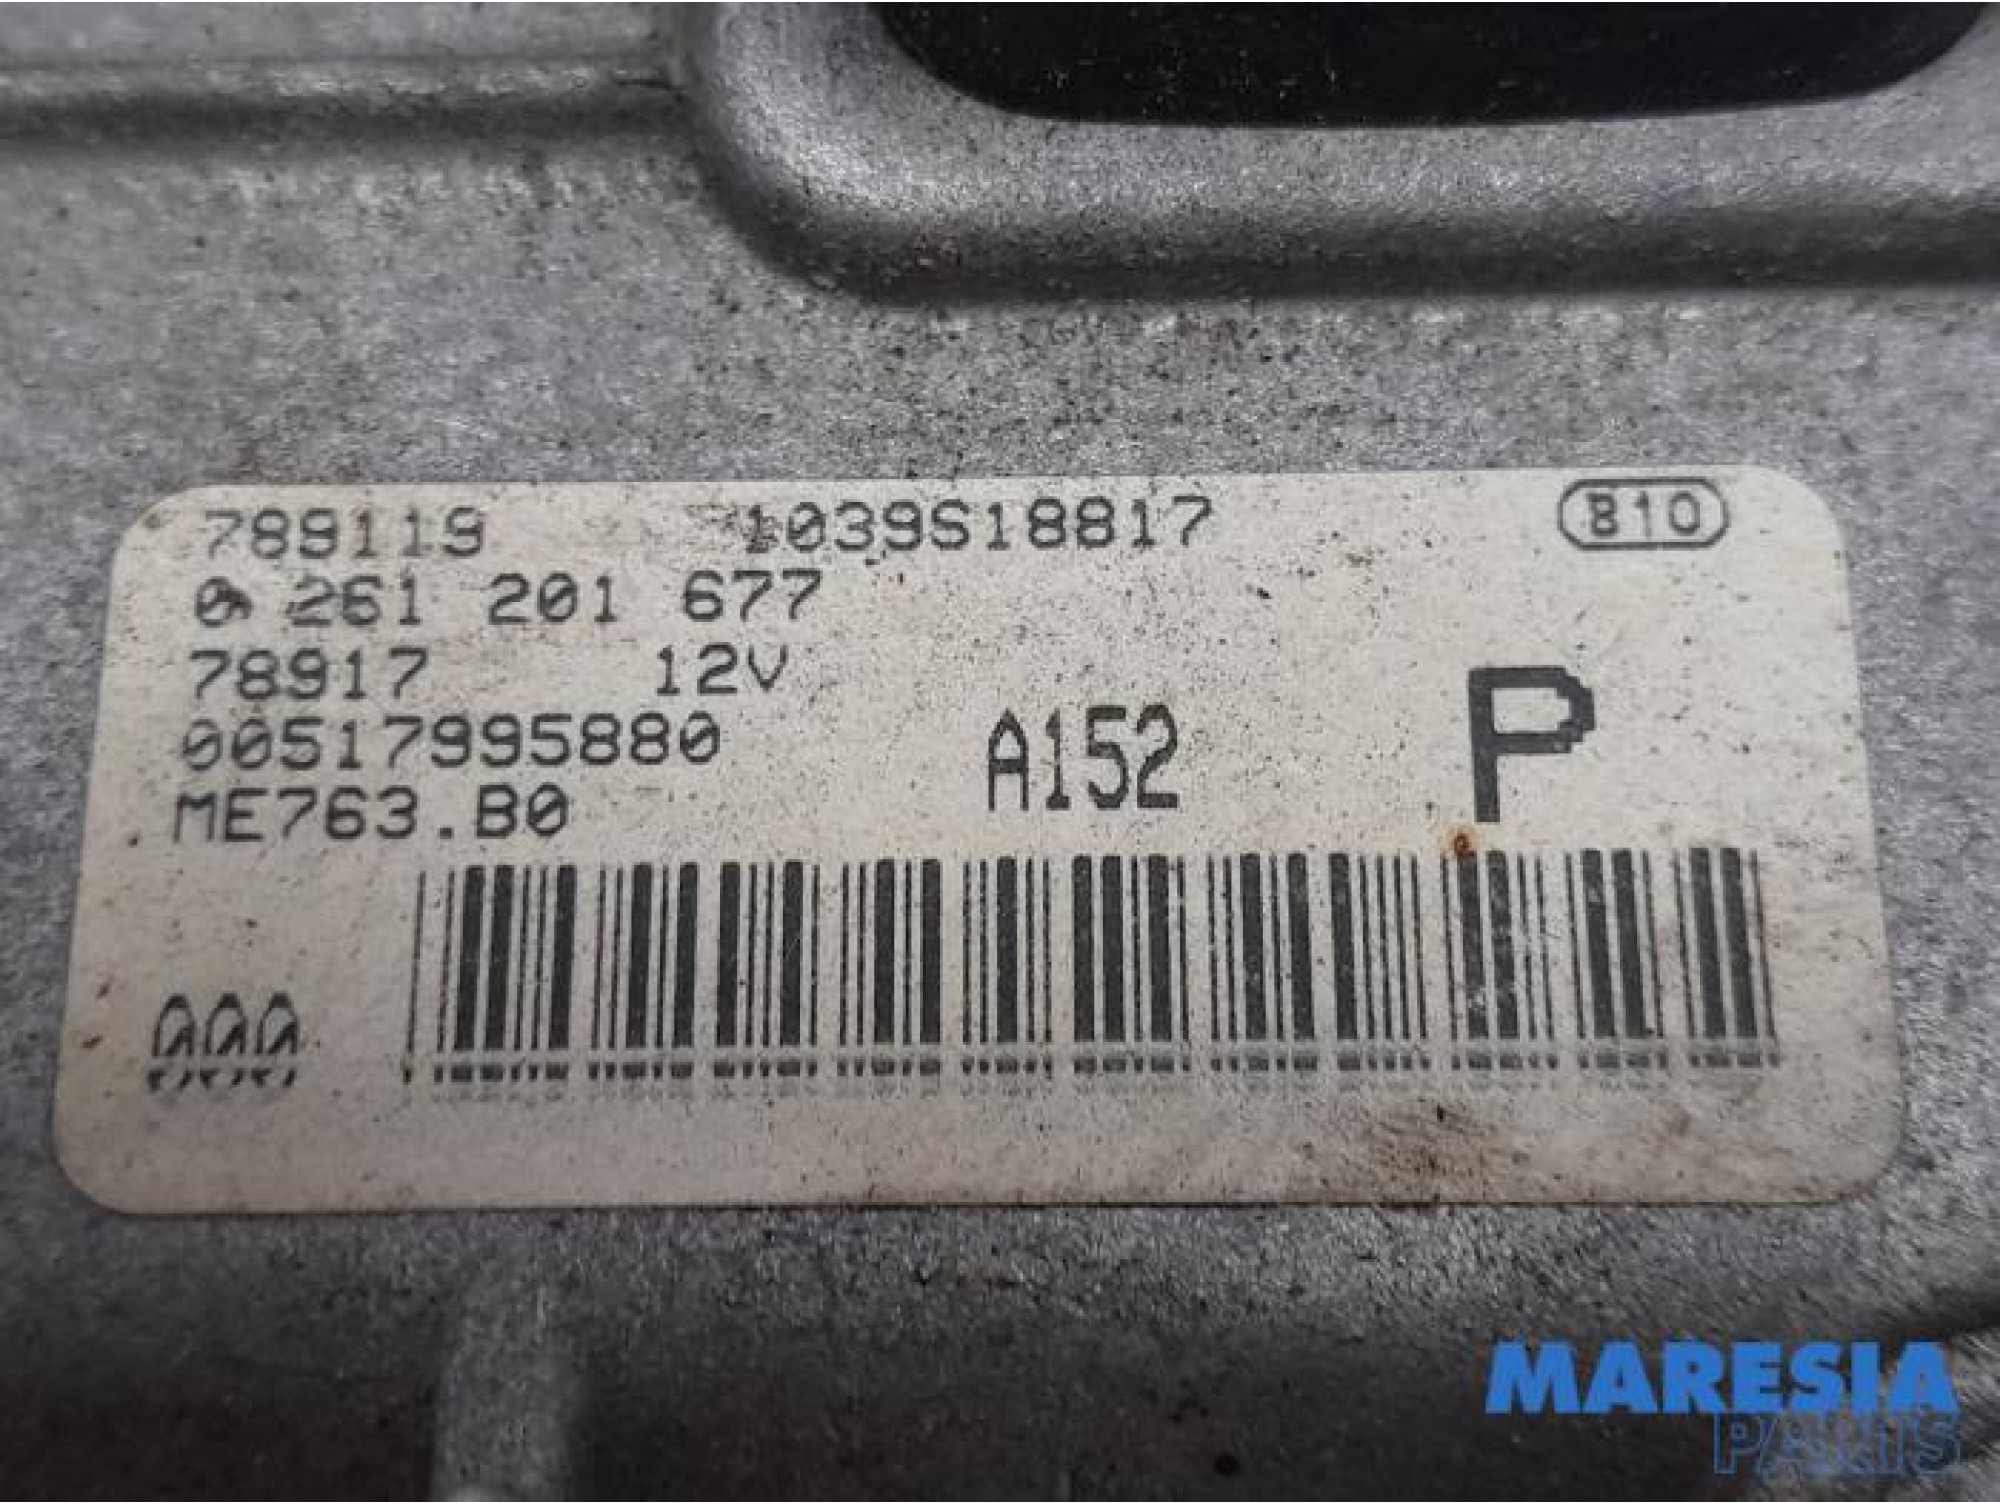 789119 1039S18817 B10
0 261 201 677
78917 12V
00517995880 A152 P
ME763.B0
MARESIA
PARTS